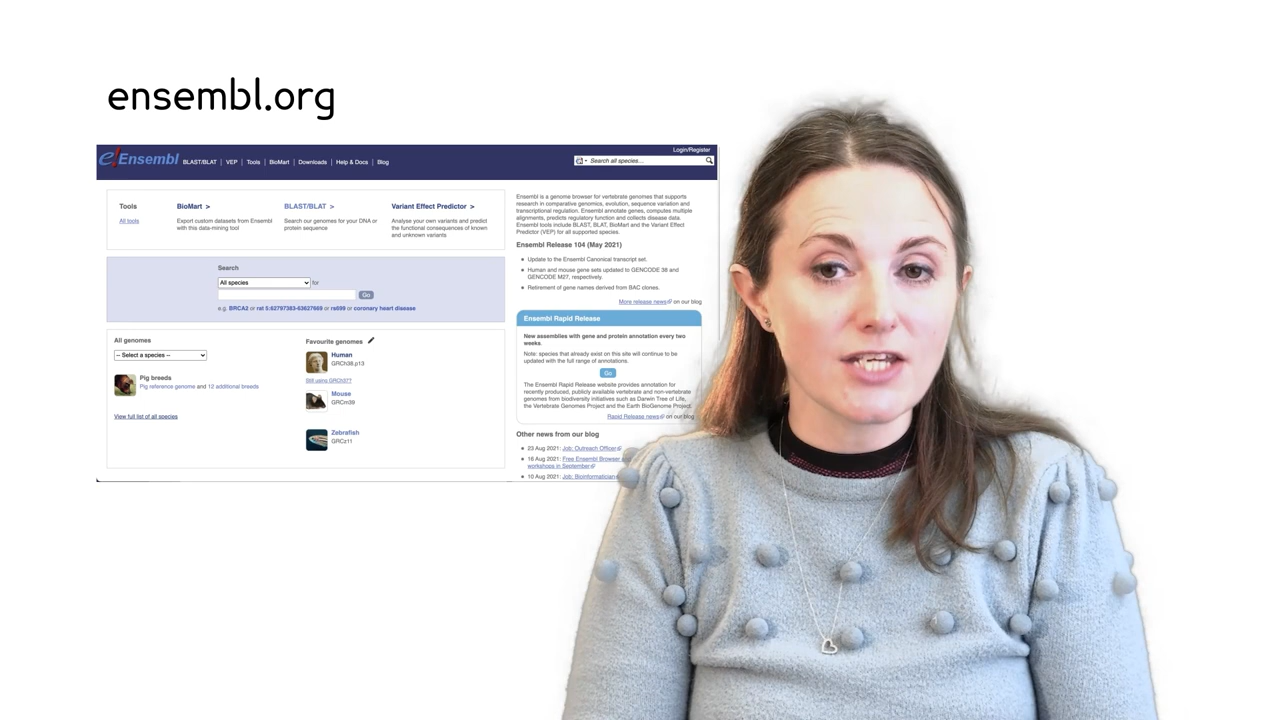 ensembl.org
Login/Register
e!Ensembl BLAST/BLAT | VEP | Tools | BioMart | Downloads | Help & Docs | Blog
Search all species...
Tools
All tools
BioMart >
Export custom datasets from Ensembl
with this data-mining tool
BLAST/BLAT >
Search our genomes for your DNA or
protein sequence
Variant Effect Predictor >
Analyse your own variants and predict
the functional consequences of known
and unknown variants
Search
All species for
Go
e.g. BRCA2 or rat 5:62797383-63627669 or rs699 or coronary heart disease
All genomes
-- Select a species --
Pig breeds
Pig reference genome and 12 additional breeds
View full list of all species
Favourite genomes
Human
GRCh38.p13
Still using GRCh37?
Mouse
GRCm39
Zebrafish
GRCz11
Ensembl is a genome browser for vertebrate genomes that supports
research in comparative genomics, evolution, sequence variation and
transcriptional regulation. Ensembl annotate genes, computes multiple
alignments, predicts regulatory function and collects disease data.
Ensembl tools include BLAST, BLAT, BioMart and the Variant Effect
Predictor (VEP) for all supported species.
Ensembl Release 104 (May 2021)
Update to the Ensembl Canonical transcript set.
Human and mouse gene sets updated to GENCODE 38 and
GENCODE M27, respectively.
Retirement of gene names derived from BAC clones.
More release news on our blog
Ensembl Rapid Release
New assemblies with gene and protein annotation every two
weeks.
Note: species that already exist on this site will continue to be
updated with the full range of annotations.
Go
The Ensembl Rapid Release website provides annotation for
recently produced, publicly available vertebrate and non-vertebrate
genomes from biodiversity initiatives such as Darwin Tree of Life,
the Vertebrate Genomes Project and the Earth BioGenome Project.
Rapid Release news on our blog
Other news from our blog
23 Aug 2021: Job: Outreach Officer
16 Aug 2021: Free Ensembl Browser
workshops in September
10 Aug 2021: Job: Bioinformatician